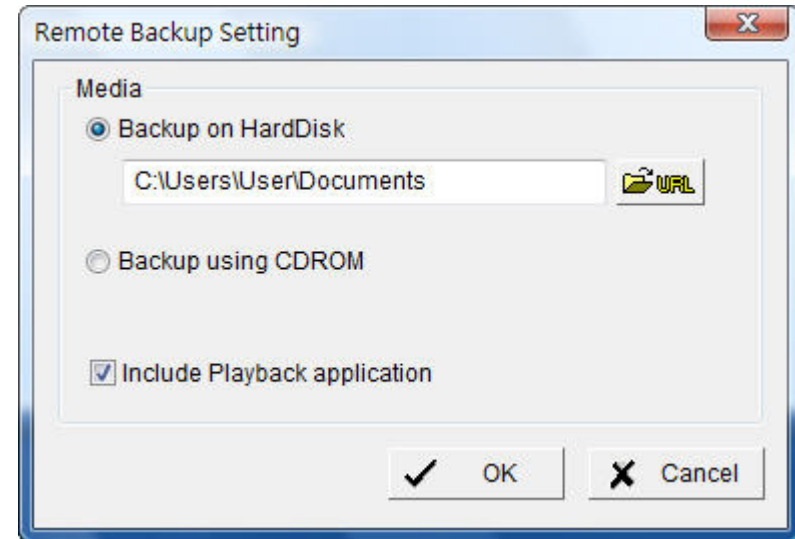 Remote Backup Setting
Media
Backup on HardDisk
C:\Users\User\Documents
URL
Backup using CDROM
Include Playback application
OK
Cancel